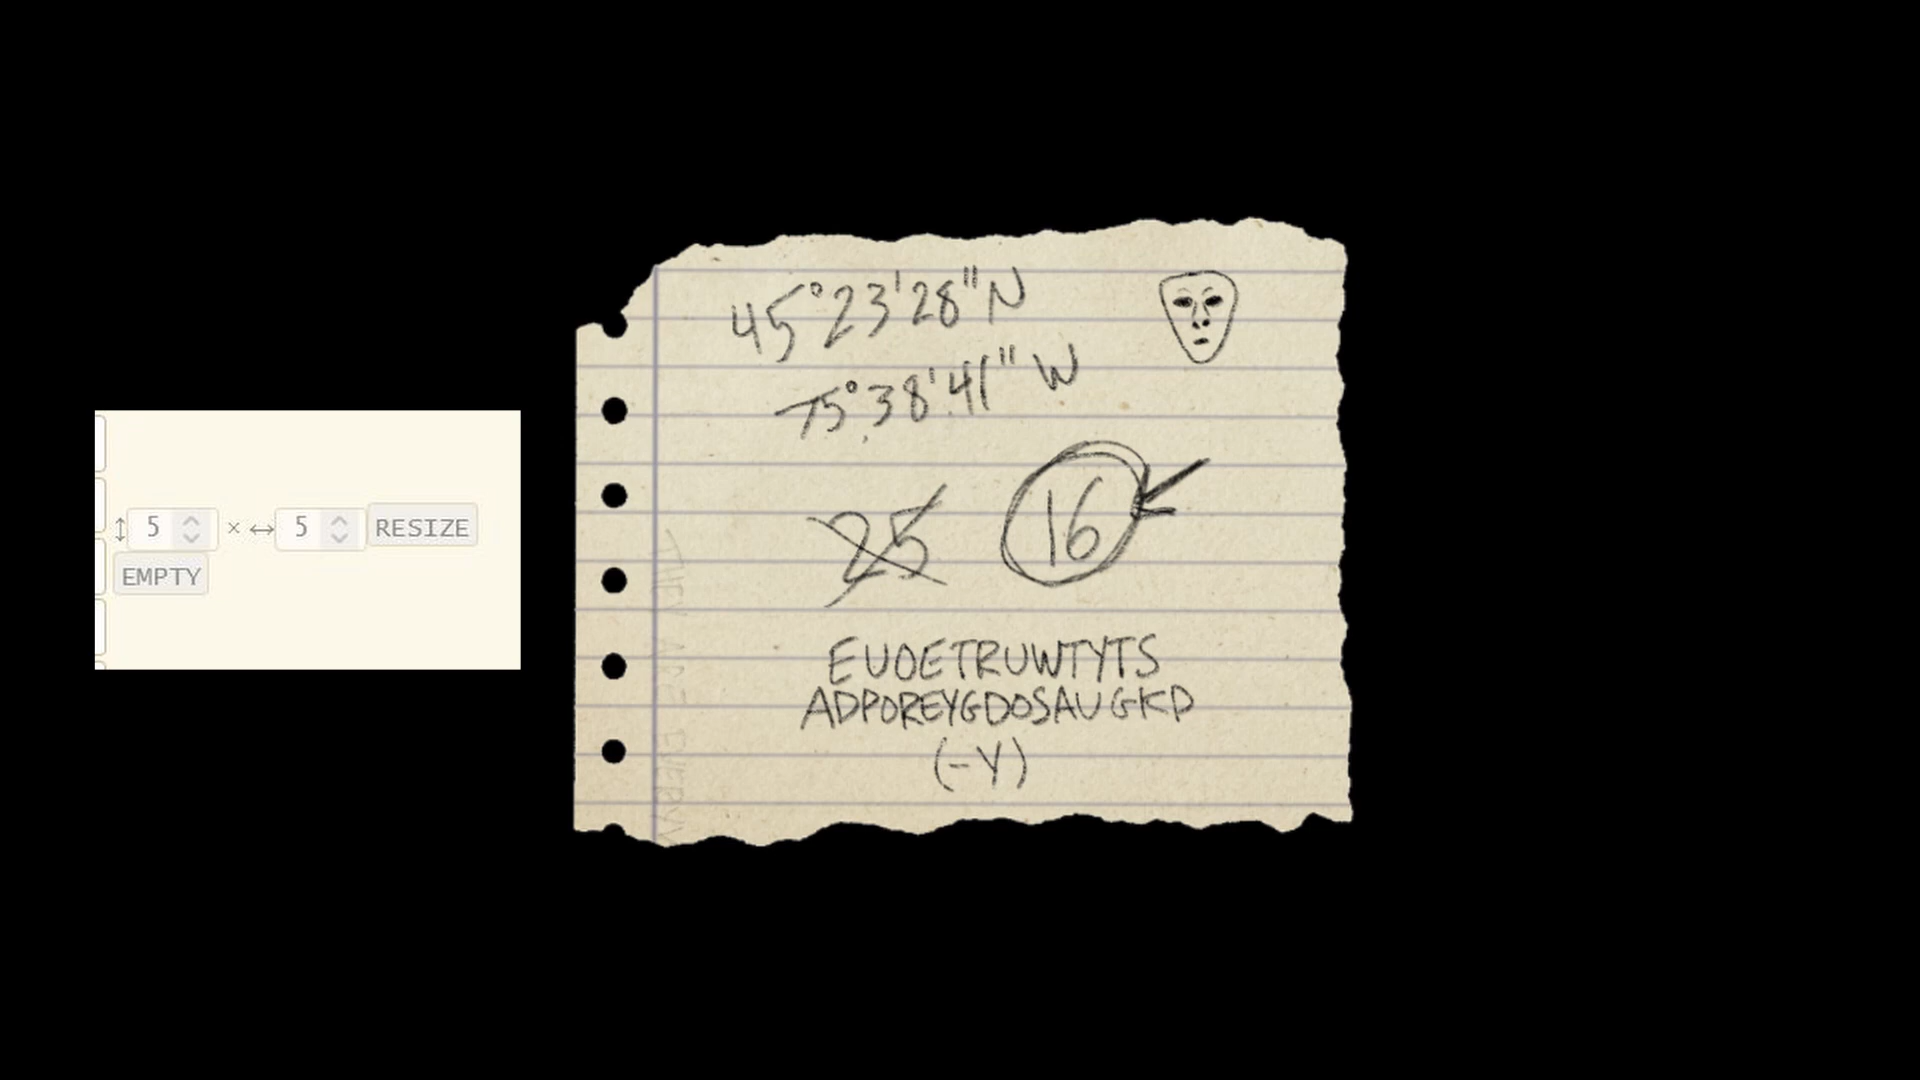 45°23'28"N
75°38'41" W
25 16
EUOETRUWTYTS
ADPOREYGDOSAUGKD
(-Y)
↕ 5 × ↔ 5 RESIZE
EMPTY